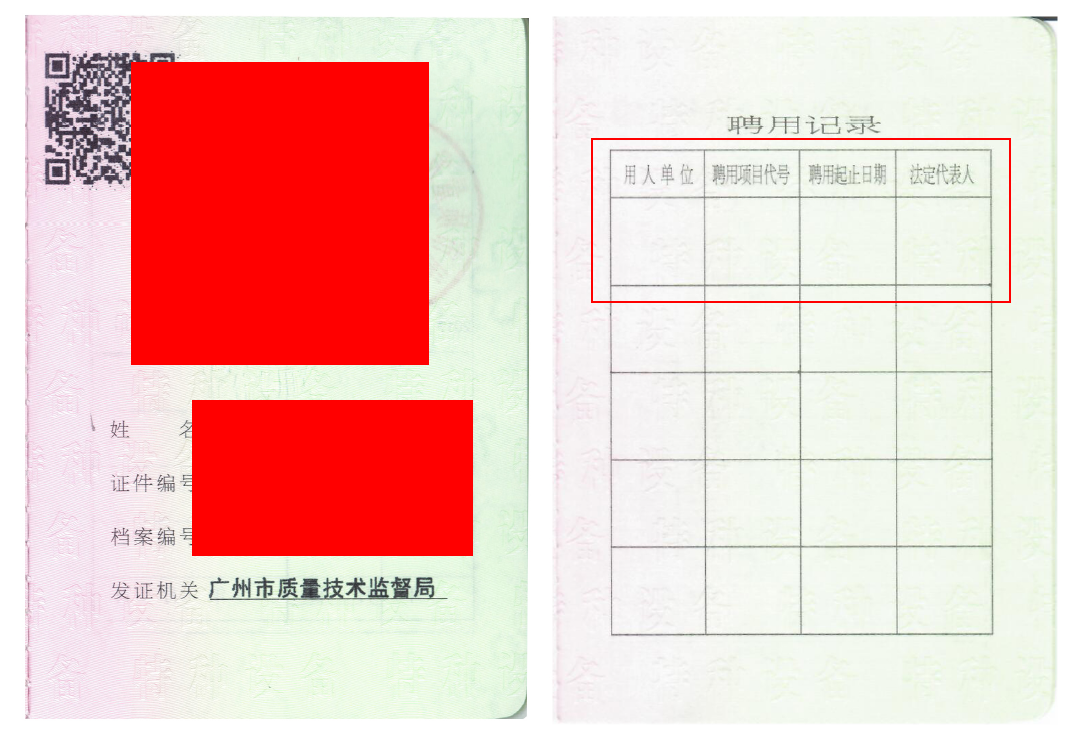 姓 名
证件编号
档案编号
发证机关 广州市质量技术监督局
聘用记录
用人单位 聘用项目代号 聘用起止日期 法定代表人